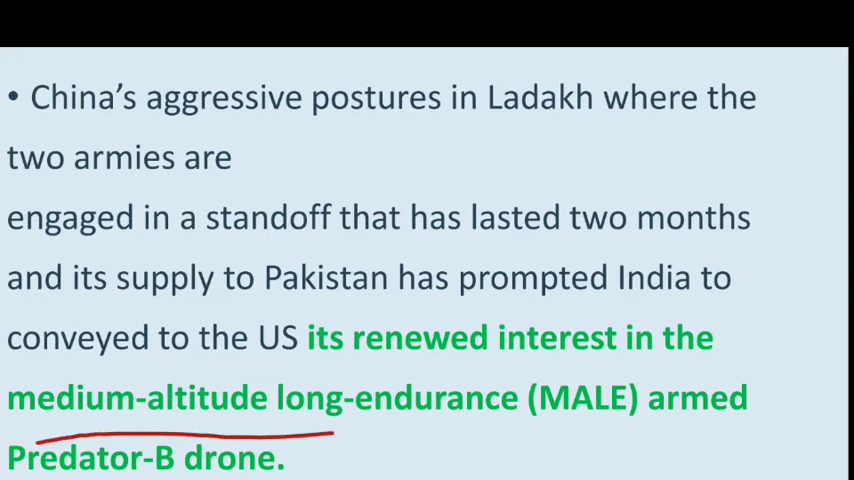 • China's aggressive postures in Ladakh where the
two armies are
engaged in a standoff that has lasted two months
and its supply to Pakistan has prompted India to
conveyed to the US its renewed interest in the
medium-altitude long-endurance (MALE) armed
Predator-B drone.